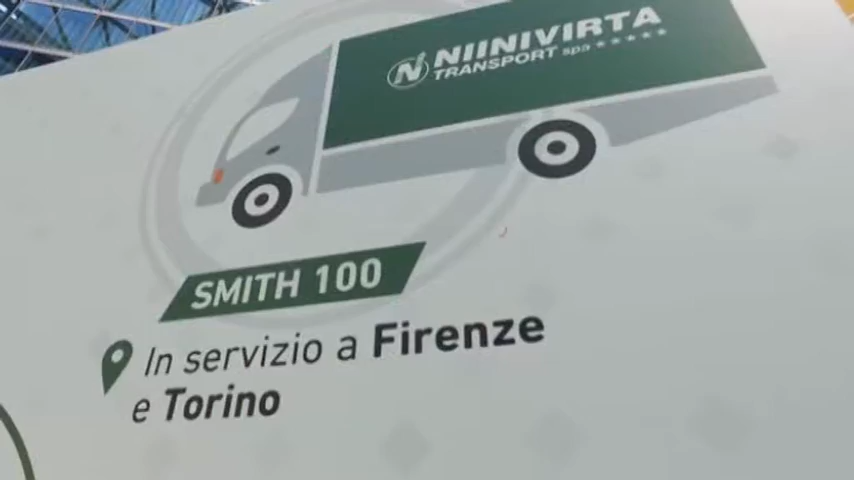 NIINIVIRTA
TRANSPORT spa
SMITH 100
In servizio a Firenze
e Torino